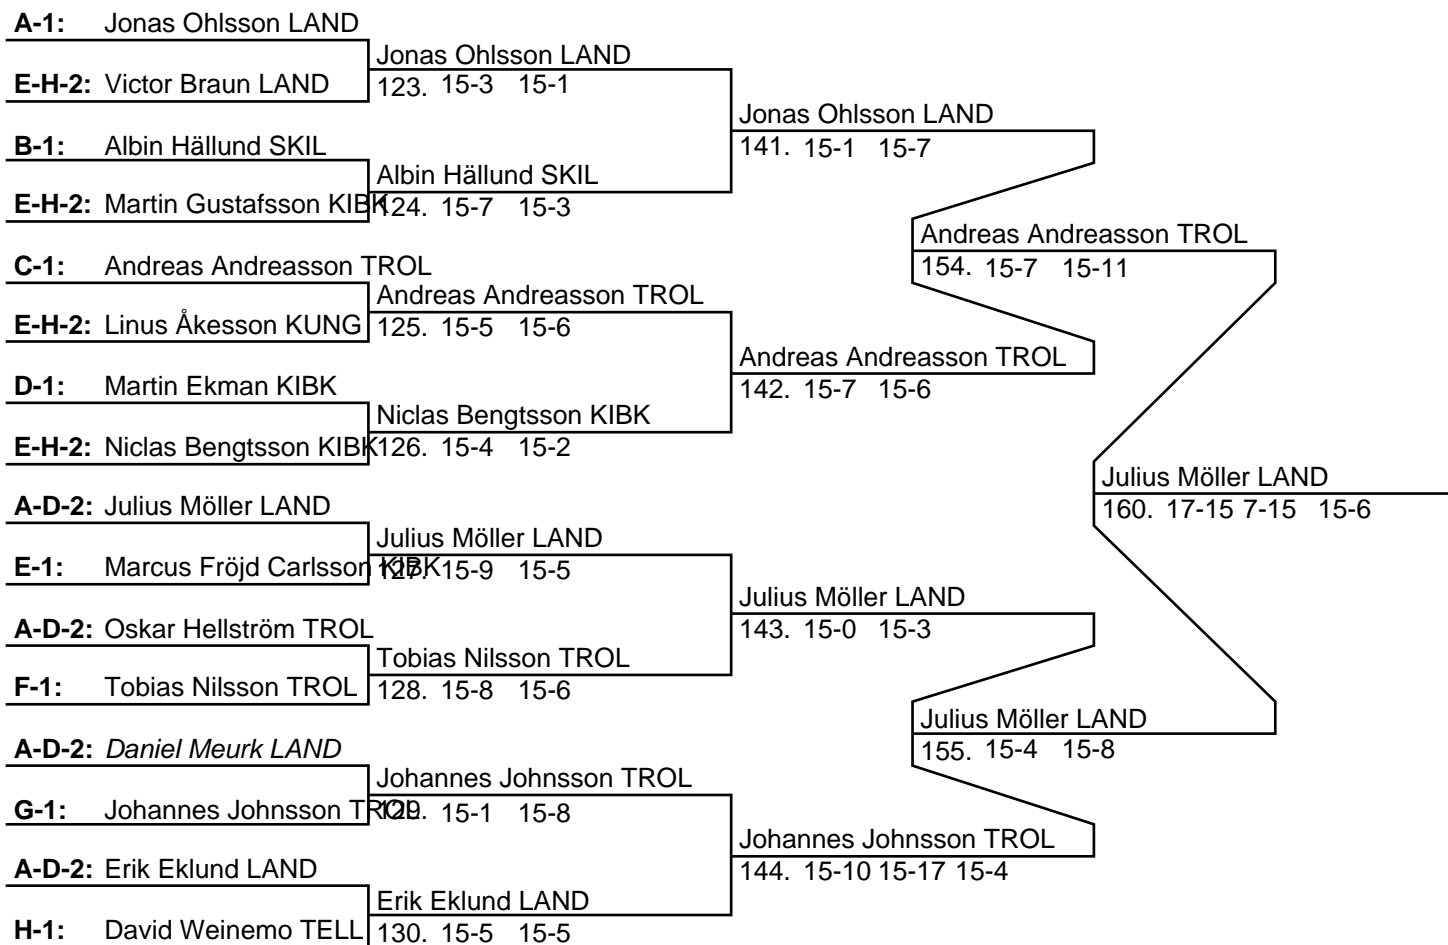 A-1: Jonas Ohlsson LAND
Jonas Ohlsson LAND
E-H-2: Victor Braun LAND
123. 15-3 15-1
Jonas Ohlsson LAND
B-1: Albin Hällund SKIL
141. 15-1 15-7
Albin Hällund SKIL
E-H-2: Martin Gustafsson KIBK
124. 15-7 15-3
Andreas Andreasson TROL
C-1: Andreas Andreasson TROL
154. 15-7 15-11
Andreas Andreasson TROL
E-H-2: Linus Åkesson KUNG
125. 15-5 15-6
Andreas Andreasson TROL
D-1: Martin Ekman KIBK
142. 15-7 15-6
Niclas Bengtsson KIBK
E-H-2: Niclas Bengtsson KIBK
126. 15-4 15-2
Julius Möller LAND
A-D-2: Julius Möller LAND
160. 17-15 7-15 15-6
Julius Möller LAND
E-1: Marcus Fröjd Carlsson KIBK
127. 15-9 15-5
Julius Möller LAND
A-D-2: Oskar Hellström TROL
143. 15-0 15-3
Tobias Nilsson TROL
F-1: Tobias Nilsson TROL
128. 15-8 15-6
Julius Möller LAND
A-D-2: Daniel Meurk LAND
155. 15-4 15-8
Johannes Johnsson TROL
G-1: Johannes Johnsson TROL
129. 15-1 15-8
Johannes Johnsson TROL
A-D-2: Erik Eklund LAND
144. 15-10 15-17 15-4
Erik Eklund LAND
H-1: David Weinemo TELL
130. 15-5 15-5